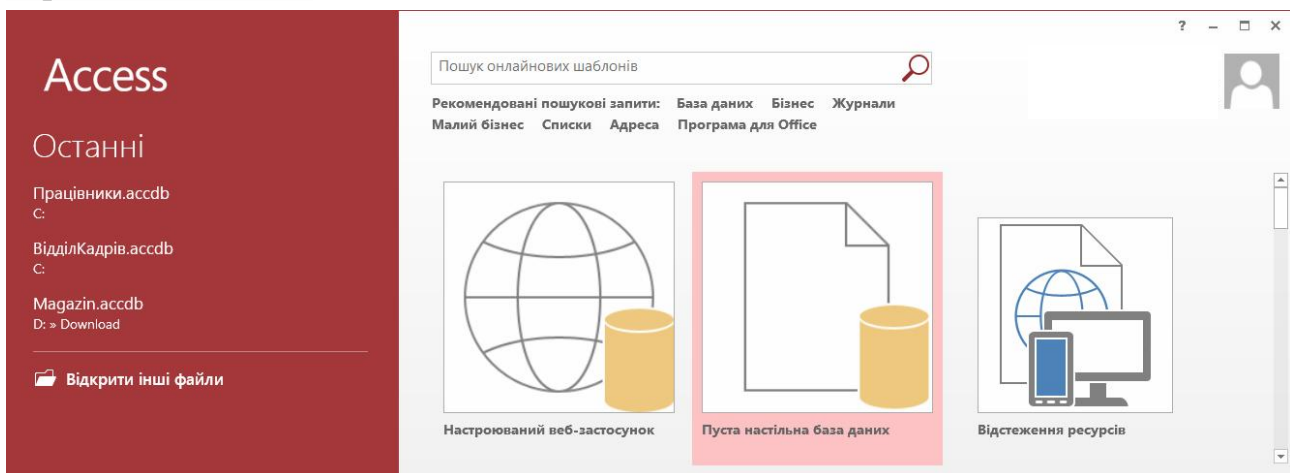 Access
Останні
Працівники.accdb
C:
ВідділКадрів.accdb
C:
Magazin.accdb
D: » Download
Відкрити інші файли
?
Пошук онлайнових шаблонів
Рекомендовані пошукові запити: База даних Бізнес Журнали
Малий бізнес Списки Адреса Програма для Office
Настроюваний веб-застосунок
Пуста настільна база даних
Відстеження ресурсів